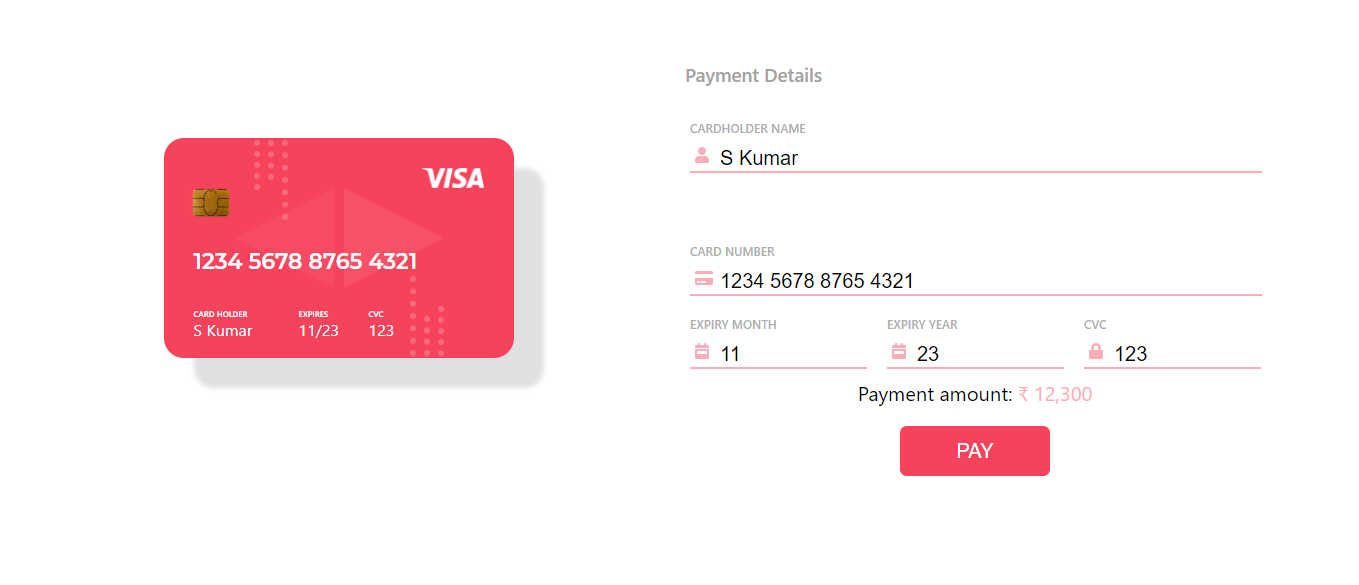 VISA
1234 5678 8765 4321
CARD HOLDER EXPIRES CVC
S Kumar 11/23 123
Payment Details
CARDHOLDER NAME
S Kumar
CARD NUMBER
1234 5678 8765 4321
EXPIRY MONTH EXPIRY YEAR CVC
11 23 123
Payment amount: ₹ 12,300
PAY